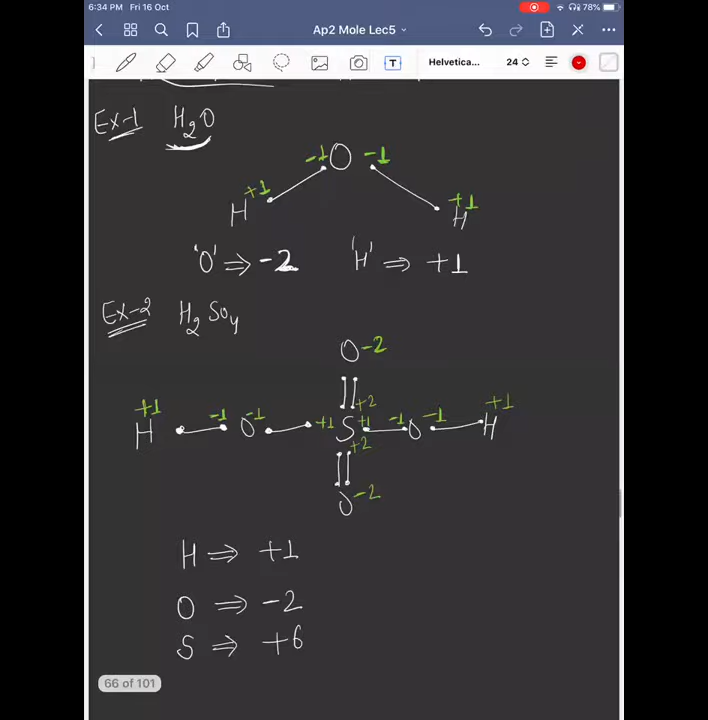 6:34 PM Fri 16 Oct 78%
Ap2 Mole Lec5
T Helvetica... 24
Ex-1 H2O
-1 O -1
+1 +1
H H
'O' ⇒ -2 'H' ⇒ +1
Ex-2 H2SO4
O -2
+2
+1 -1 -1 +1 +1 -1 -1 +1
H O S O H
+2
O -2
H ⇒ +1
O ⇒ -2
S ⇒ +6
66 of 101